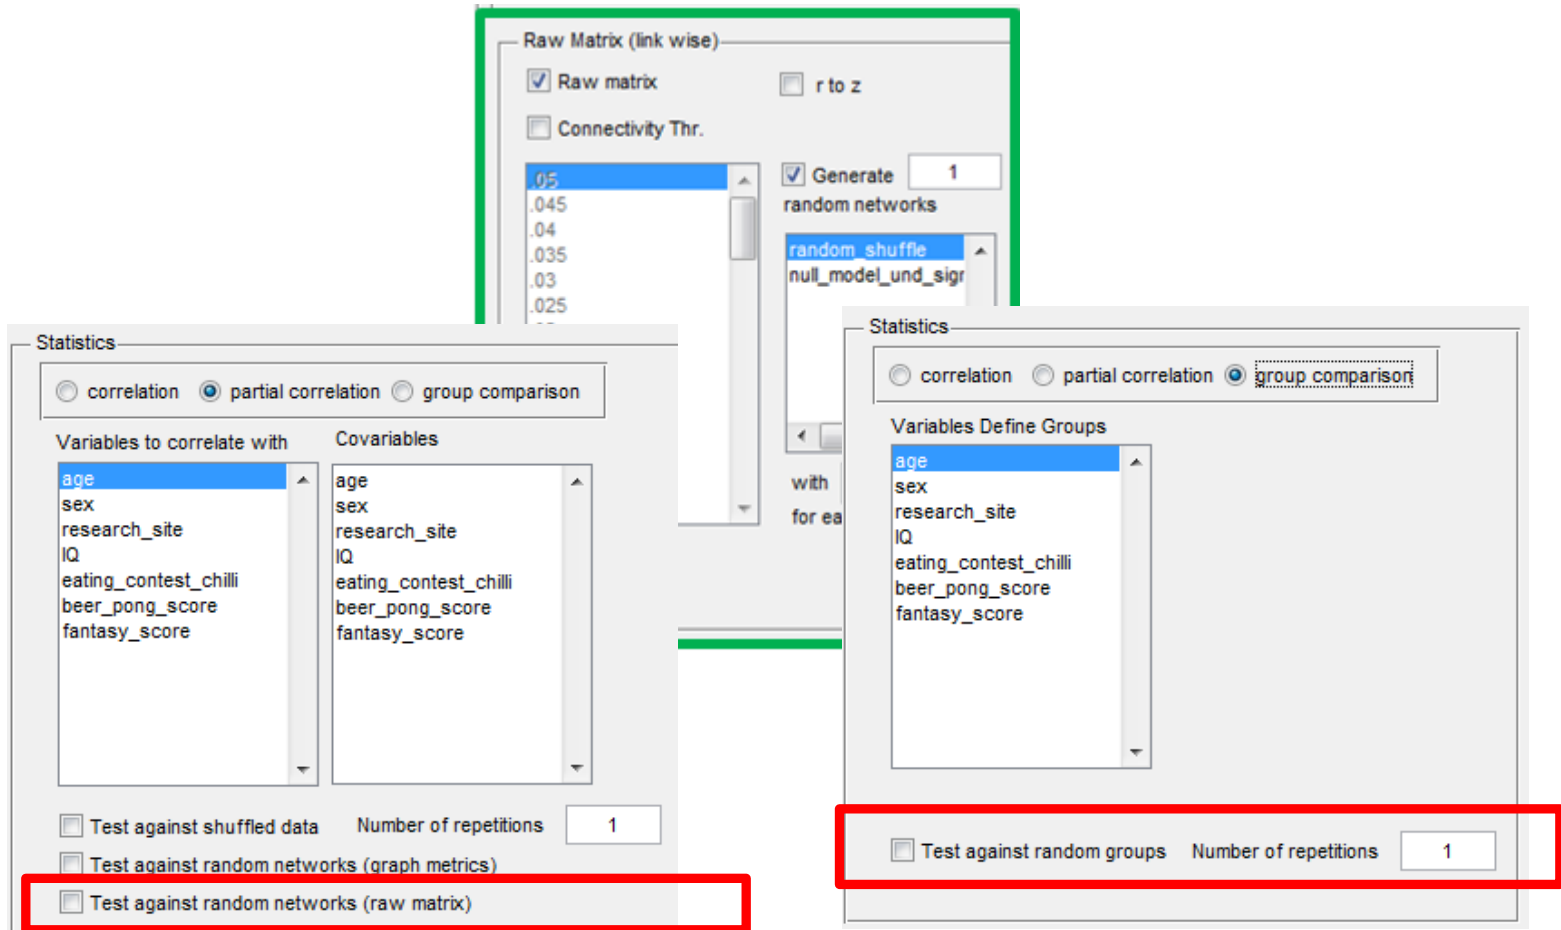 Raw Matrix (link wise)
Raw matrix
r to z
Connectivity Thr.
.05
.045
.04
.035
.03
.025
Generate 1
random networks
random_shuffle
null_model_und_sigr
with
for ea
Statistics
correlation partial correlation group comparison
Variables to correlate with
Covariables
age
sex
research_site
IQ
eating_contest_chilli
beer_pong_score
fantasy_score
age
sex
research_site
IQ
eating_contest_chilli
beer_pong_score
fantasy_score
Test against shuffled data Number of repetitions 1
Test against random networks (graph metrics)
Test against random networks (raw matrix)
Statistics
correlation partial correlation group comparison
Variables Define Groups
age
sex
research_site
IQ
eating_contest_chilli
beer_pong_score
fantasy_score
Test against random groups Number of repetitions 1